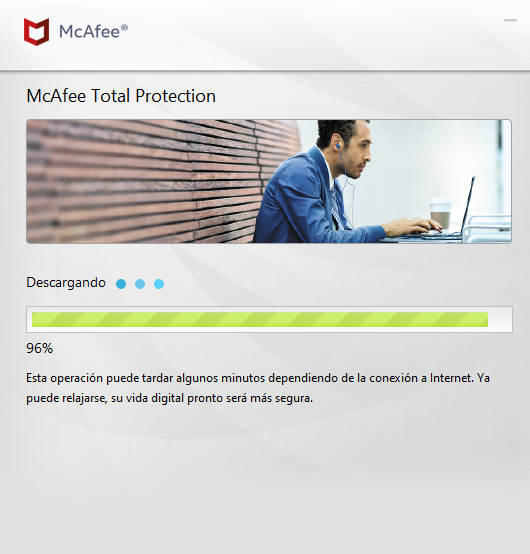 McAfee®
McAfee Total Protection
Descargando
96%
Esta operación puede tardar algunos minutos dependiendo de la conexión a Internet. Ya
puede relajarse, su vida digital pronto será más segura.